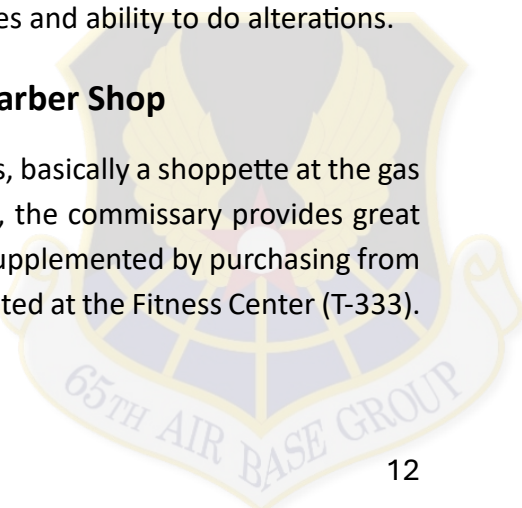 es and ability to do alterations.
arber Shop
s, basically a shoppette at the gas
, the commissary provides great
upplemented by purchasing from
ted at the Fitness Center (T-333).
65TH AIR BASE GROUP
12